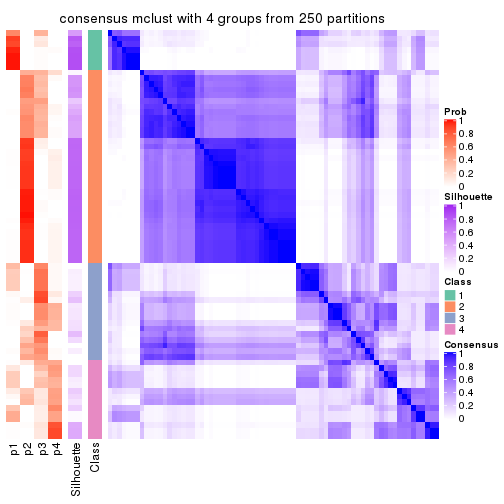 consensus mclust with 4 groups from 250 partitions
Prob
1
0.8
0.6
0.4
0.2
0
Silhouette
1
0.8
0.6
0.4
0.2
0
Class
1
2
3
4
Consensus
1
0.8
0.6
0.4
0.2
0
p1
p2
p3
p4
Silhouette
Class